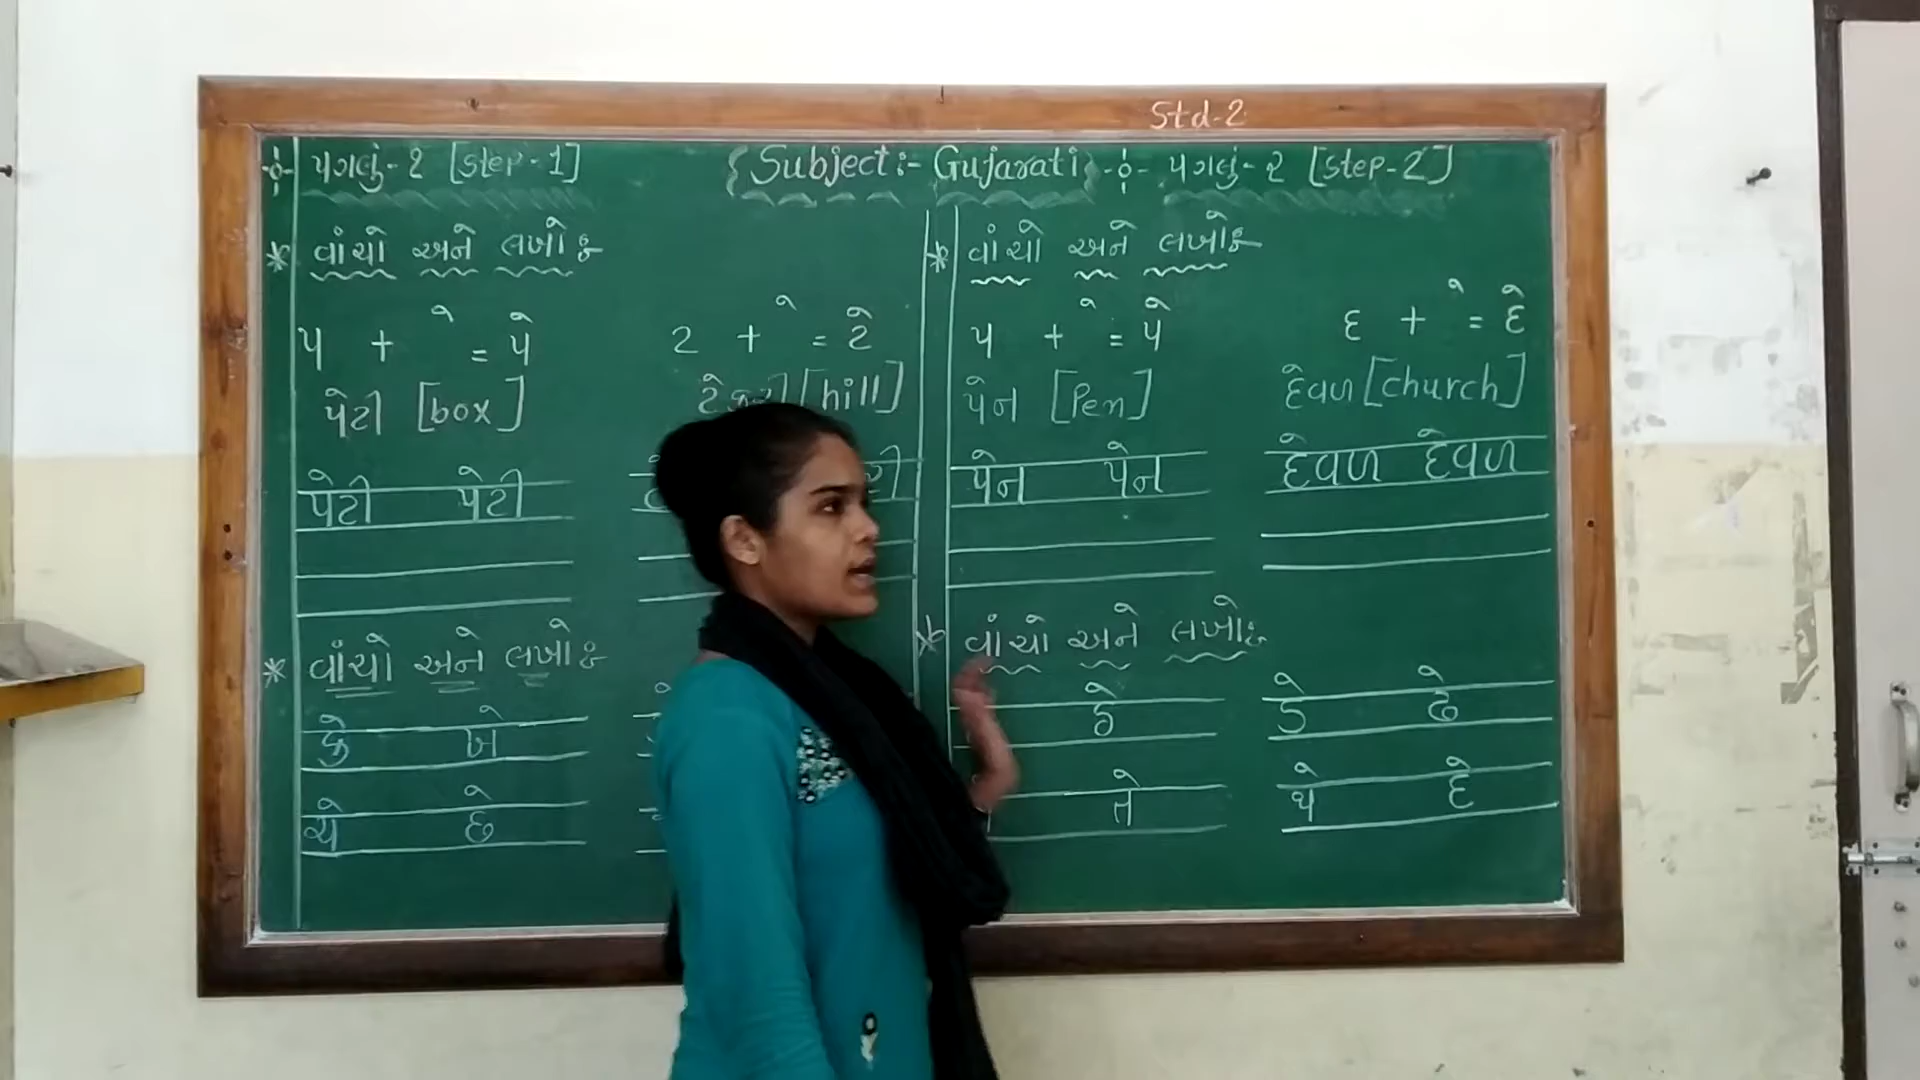 Std-2
પગલું-૨ [Step-1]
{Subject:- Gujarati}
પગલું-૨ [Step-2]
* વાંચો અને લખોઃ
પ + ે = પે
ટ + ે = ટે
પેટી [box]
[hill]
પેટી પેટી
* વાંચો અને લખોઃ
કે ખે
ચે છે
* વાંચો અને લખોઃ
પ + ે = પે
દ + ે = દે
પેન [Pen]
દેવળ [church]
પેન પેન
દેવળ દેવળ
* વાંચો અને લખોઃ
ઠે ડે ઢે
તે થે દે